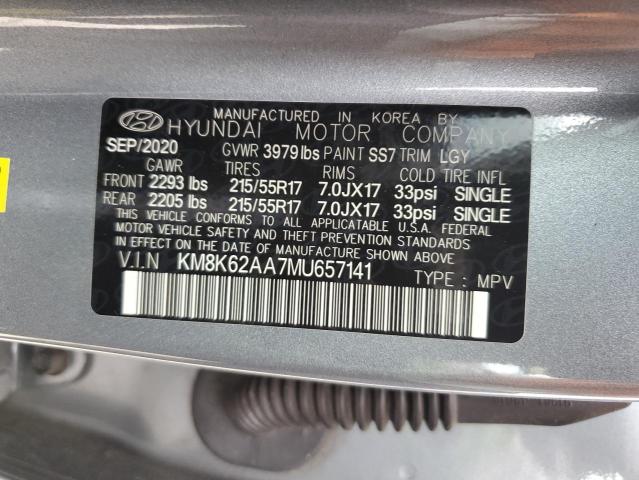 MANUFACTURED IN KOREA BY
HYUNDAI MOTOR COMPANY
SEP/2020 GVWR 3979 lbs PAINT SS7 TRIM LGY
GAWR TIRES RIMS COLD TIRE INFL
FRONT 2293 lbs 215/55R17 7.0JX17 33psi SINGLE
REAR 2205 lbs 215/55R17 7.0JX17 33psi SINGLE
THIS VEHICLE CONFORMS TO ALL APPLICATABLE U.S.A. FEDERAL
MOTOR VEHICLE SAFETY AND THEFT PREVENTION STANDARDS
IN EFFECT ON THE DATE OF MANUFACTURE SHOWN ABOVE.
V.I.N KM8K62AA7MU657141 TYPE : MPV